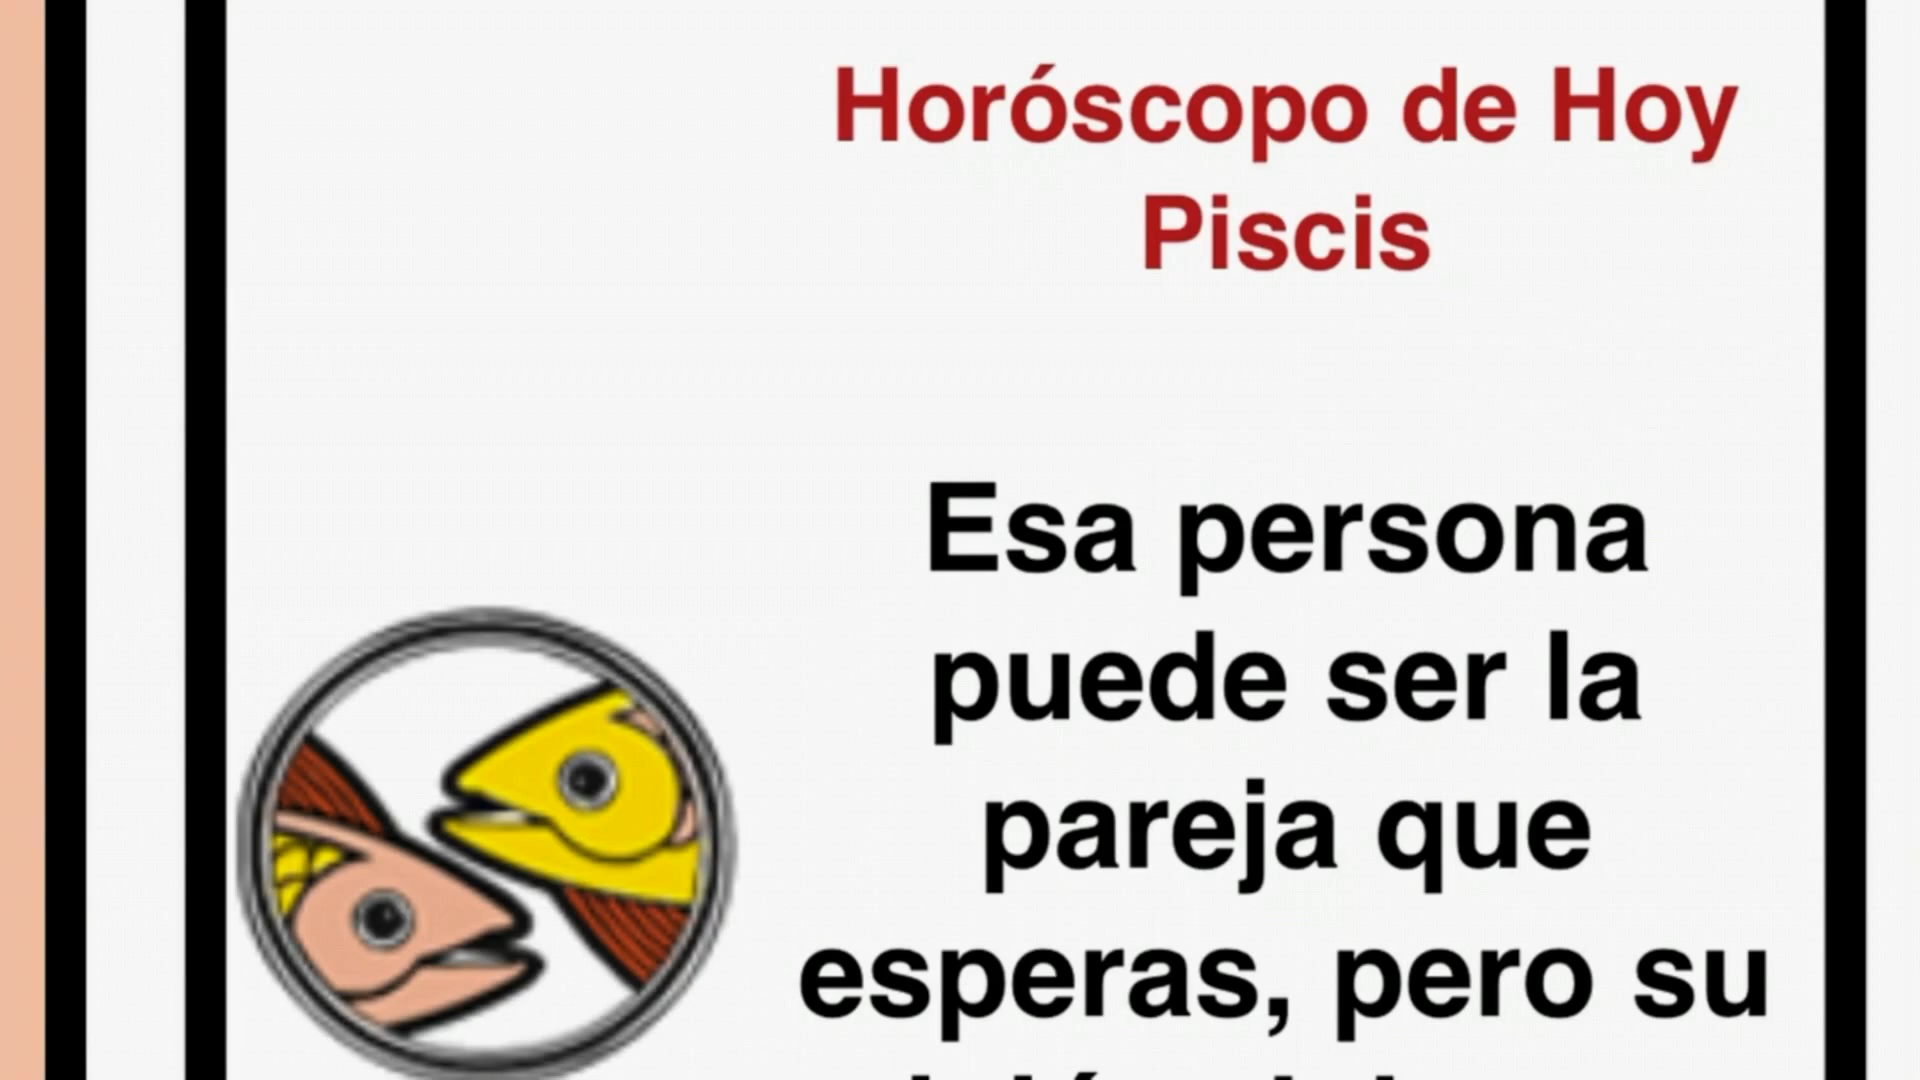 Horóscopo de Hoy
Piscis
Esa persona
puede ser la
pareja que
esperas, pero su